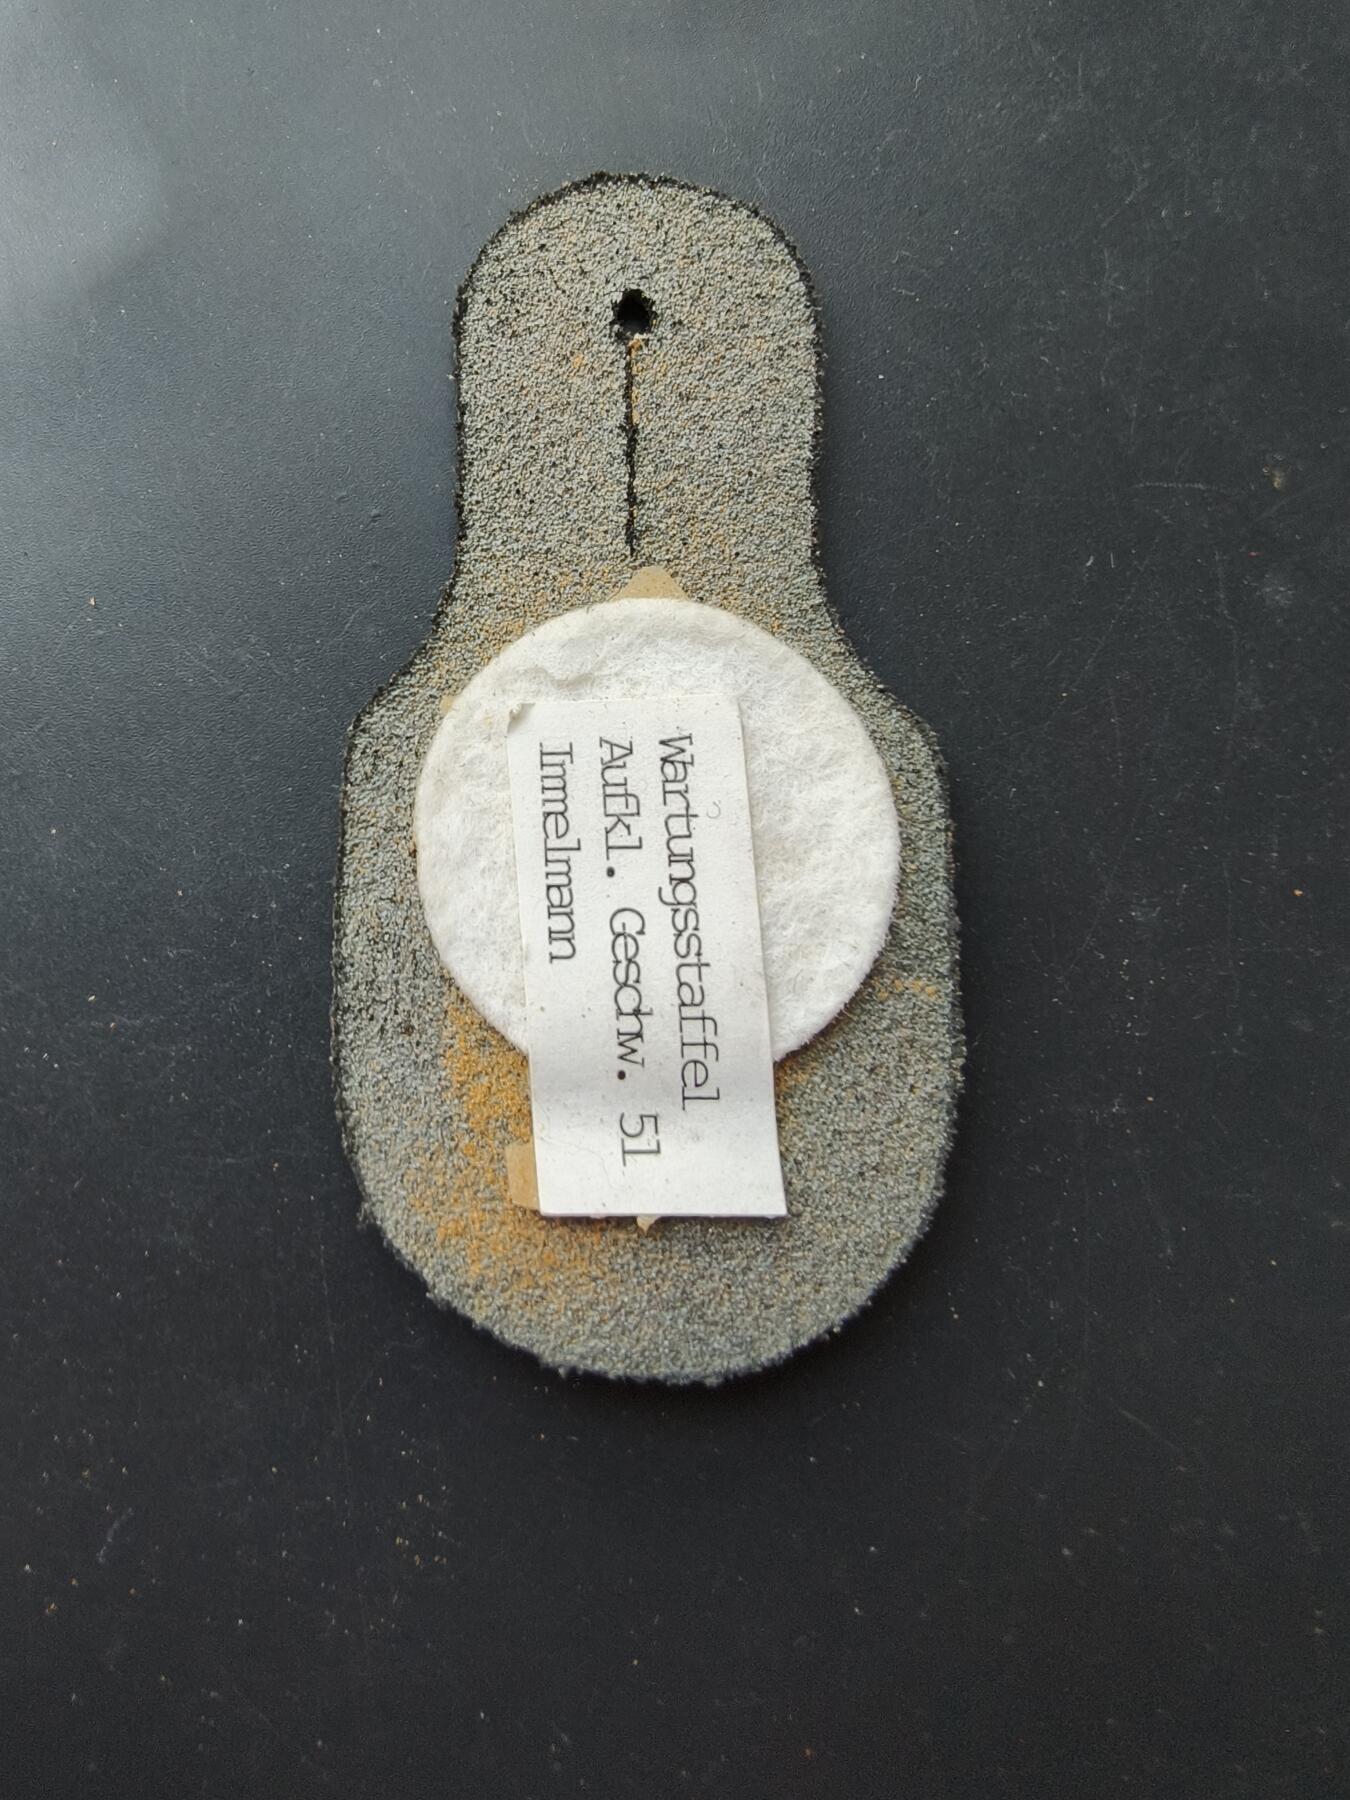 Wartungsstaffel
Aufkl. Geschw. 51
Immelmann